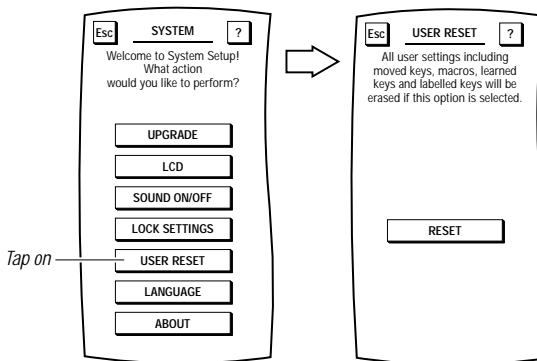 Esc SYSTEM ?
Welcome to System Setup!
What action
would you like to perform?
UPGRADE
LCD
SOUND ON/OFF
LOCK SETTINGS
Tap on
USER RESET
LANGUAGE
ABOUT
Esc USER RESET ?
All user settings including
moved keys, macros, learned
keys and labelled keys will be
erased if this option is selected.
RESET